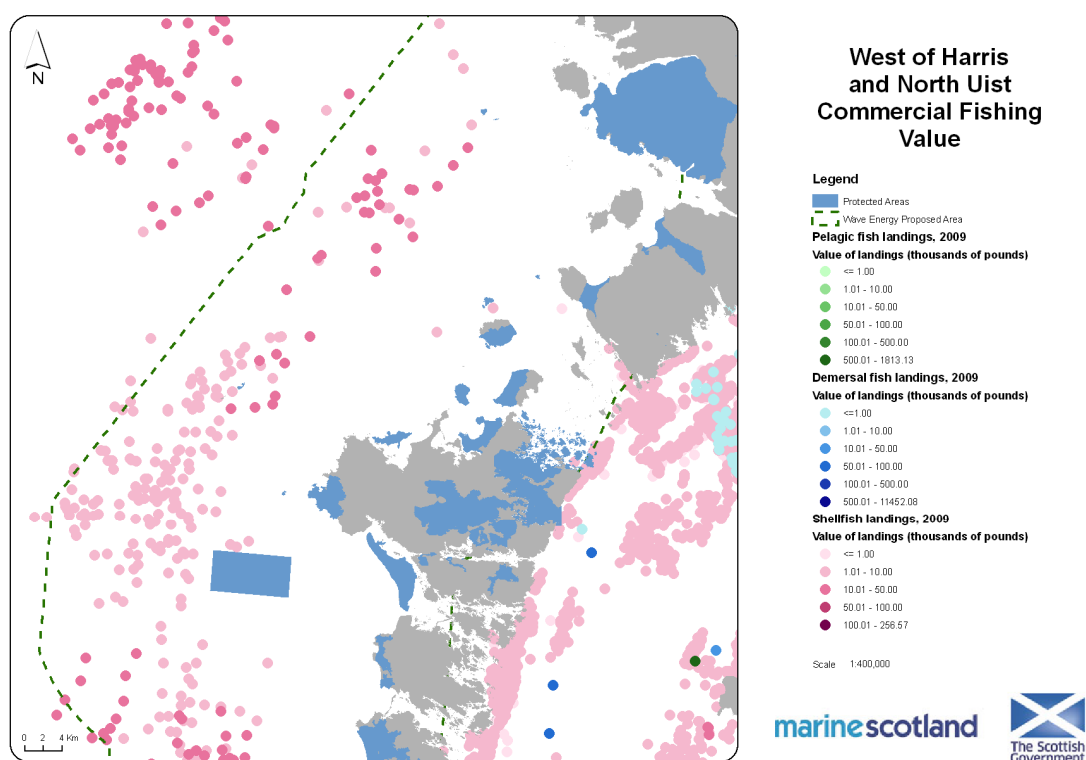 West of Harris
and North Uist
Commercial Fishing
Value
N
Legend
Protected Areas
Wave Energy Proposed Area
Pelagic fish landings, 2009
Value of landings (thousands of pounds)
<= 1.00
1.01 - 10.00
10.01 - 50.00
50.01 - 100.00
100.01 - 500.00
500.01 - 1813.13
Demersal fish landings, 2009
Value of landings (thousands of pounds)
<=1.00
1.01 - 10.00
10.01 - 50.00
50.01 - 100.00
100.01 - 500.00
500.01 - 11452.08
Shellfish landings, 2009
Value of landings (thousands of pounds)
<= 1.00
1.01 - 10.00
10.01 - 50.00
50.01 - 100.00
100.01 - 256.57
Scale 1:400,000
0 2 4 Km
marinescotland
The Scottish
Government